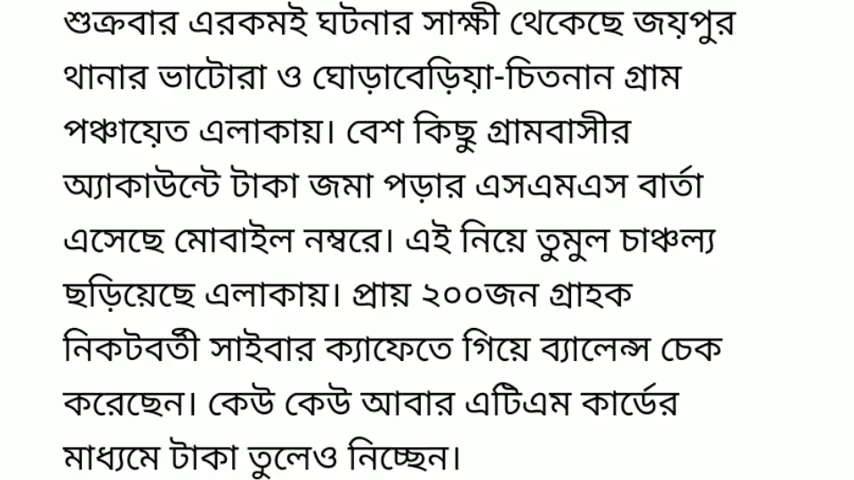 শুক্রবার এরকমই ঘটনার সাক্ষী থেকেছে জয়পুর
থানার ভাটোরা ও ঘোড়াবেড়িয়া-চিতনান গ্রাম
পঞ্চায়েত এলাকায়। বেশ কিছু গ্রামবাসীর
অ্যাকাউন্টে টাকা জমা পড়ার এসএমএস বার্তা
এসেছে মোবাইল নম্বরে। এই নিয়ে তুমুল চাঞ্চল্য
ছড়িয়েছে এলাকায়। প্রায় ২০০জন গ্রাহক
নিকটবর্তী সাইবার ক্যাফেতে গিয়ে ব্যালেন্স চেক
করেছেন। কেউ কেউ আবার এটিএম কার্ডের
মাধ্যমে টাকা তুলেও নিচ্ছেন।